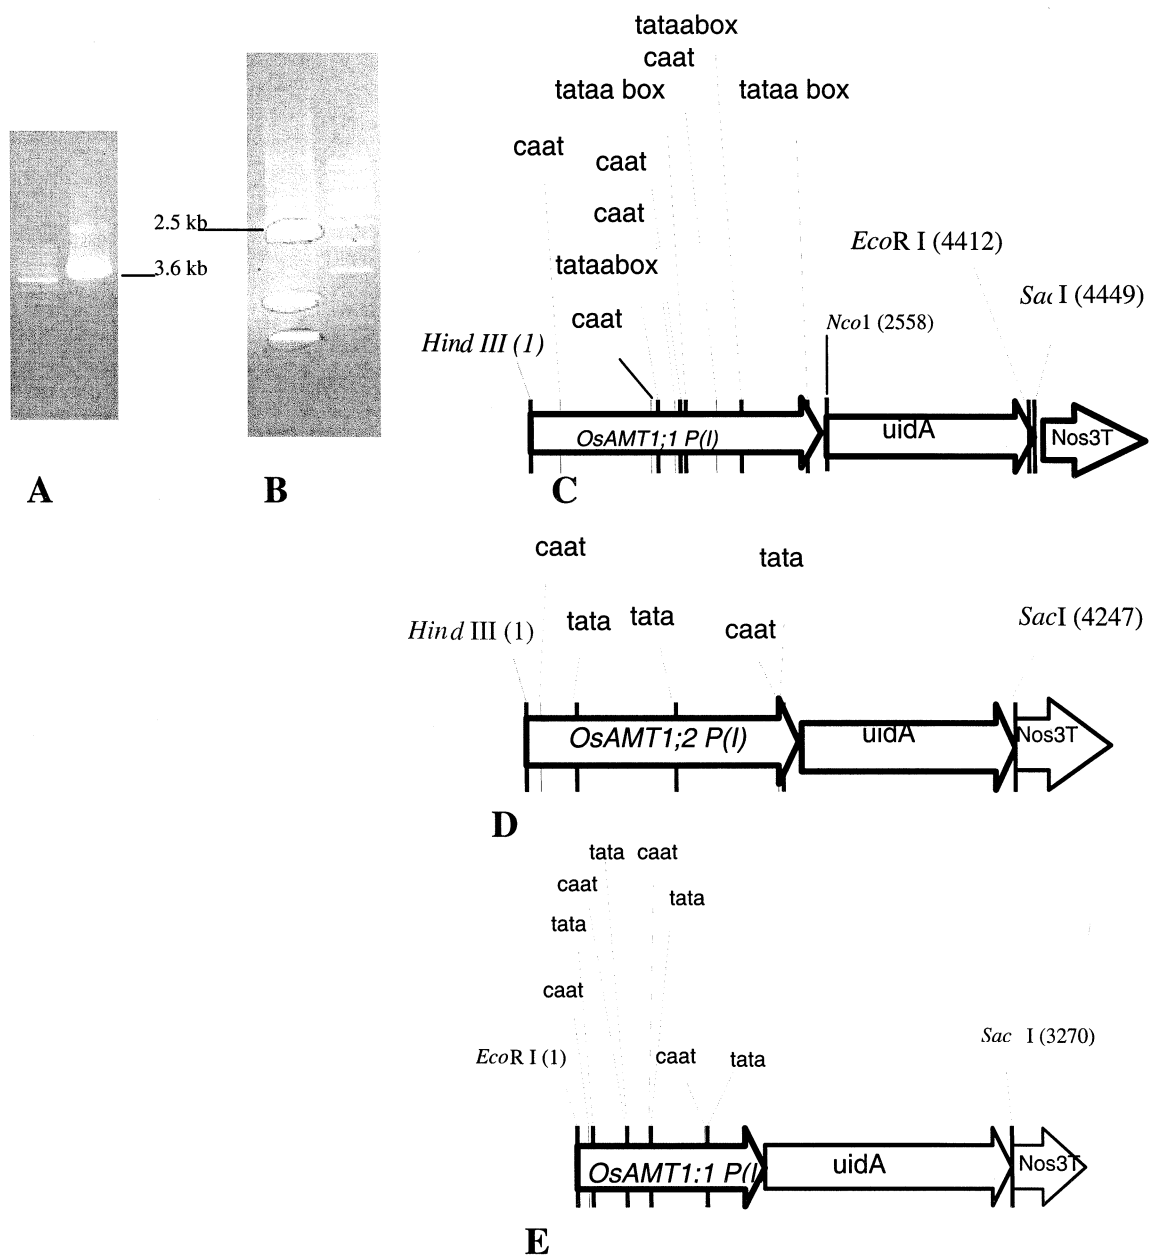 2.5 kb
3.6 kb
A
B
tataabox
caat
tataa box
tataa box
caat
caat
caat
tataabox
caat
Hind III (1)
EcoR I (4412)
Sac I (4449)
Nco1 (2558)
OsAMT1;1 P(I)
uidA
Nos3T
C
caat
tata
Hind III (1)
tata
tata
caat
SacI (4247)
OsAMT1;2 P(I)
uidA
Nos3T
D
tata caat
caat
tata
tata
caat
EcoR I (1)
caat
tata
Sac I (3270)
OsAMT1:1 P(I
uidA
Nos3T
E